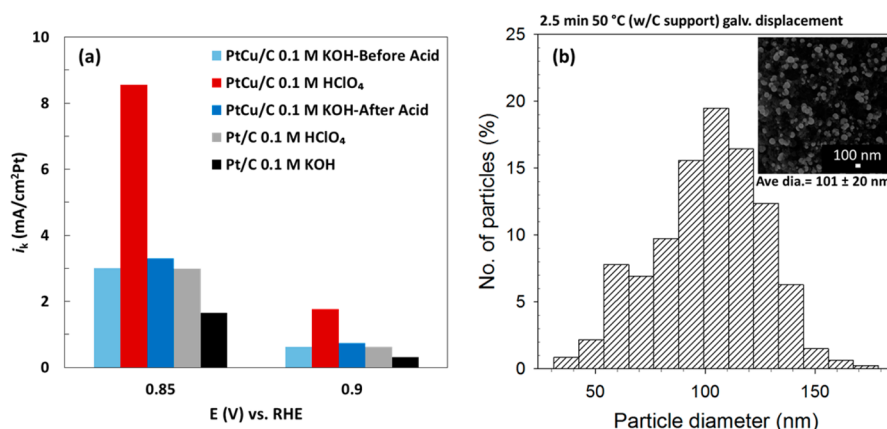 (a)
10
8
6
4
2
0
ik (mA/cm2Pt)
PtCu/C 0.1 M KOH-Before Acid
PtCu/C 0.1 M HClO₄
PtCu/C 0.1 M KOH-After Acid
Pt/C 0.1 M HClO₄
Pt/C 0.1 M KOH
0.85 0.9
E (V) vs. RHE
2.5 min 50 °C (w/C support) galv. displacement
(b)
25
20
15
10
5
0
No. of particles (%)
100 nm
Ave dia.= 101 ± 20 nm
50 100 150
Particle diameter (nm)